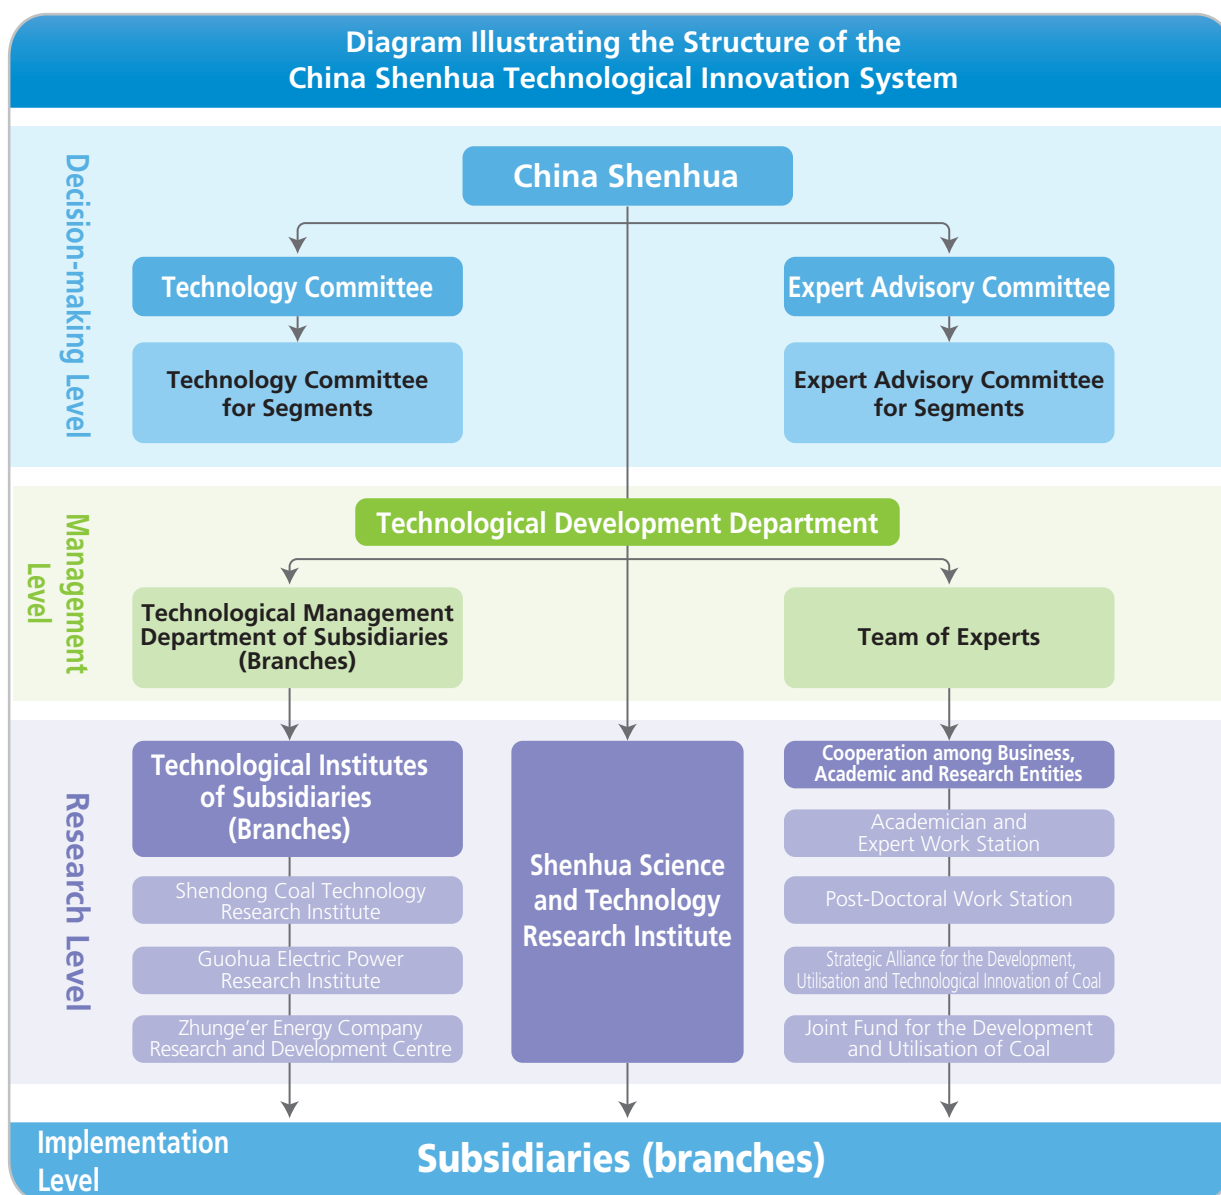 Diagram Illustrating the Structure of the
China Shenhua Technological Innovation System
Decision-making Level
China Shenhua
Technology Committee
Expert Advisory Committee
Technology Committee
for Segments
Expert Advisory Committee
for Segments
Management
Level
Technological Development Department
Technological Management
Department of Subsidiaries
(Branches)
Team of Experts
Research Level
Technological Institutes
of Subsidiaries
(Branches)
Shendong Coal Technology
Research Institute
Guohua Electric Power
Research Institute
Zhunge’er Energy Company
Research and Development Centre
Shenhua Science
and Technology
Research Institute
Cooperation among Business,
Academic and Research Entities
Academician and
Expert Work Station
Post-Doctoral Work Station
Strategic Alliance for the Development,
Utilisation and Technological Innovation of Coal
Joint Fund for the Development
and Utilisation of Coal
Implementation
Level
Subsidiaries (branches)